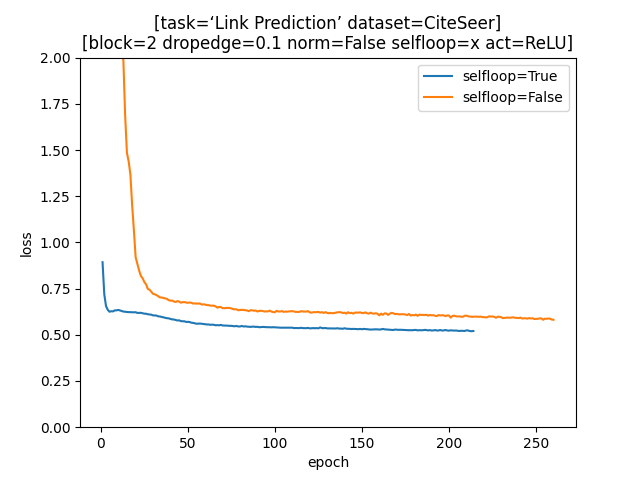 [task=‘Link Prediction’ dataset=CiteSeer]
[block=2 dropedge=0.1 norm=False selfloop=x act=ReLU]
2.00
1.75
1.50
1.25
1.00
0.75
0.50
0.25
0.00
loss
selfloop=True
selfloop=False
0 50 100 150 200 250
epoch